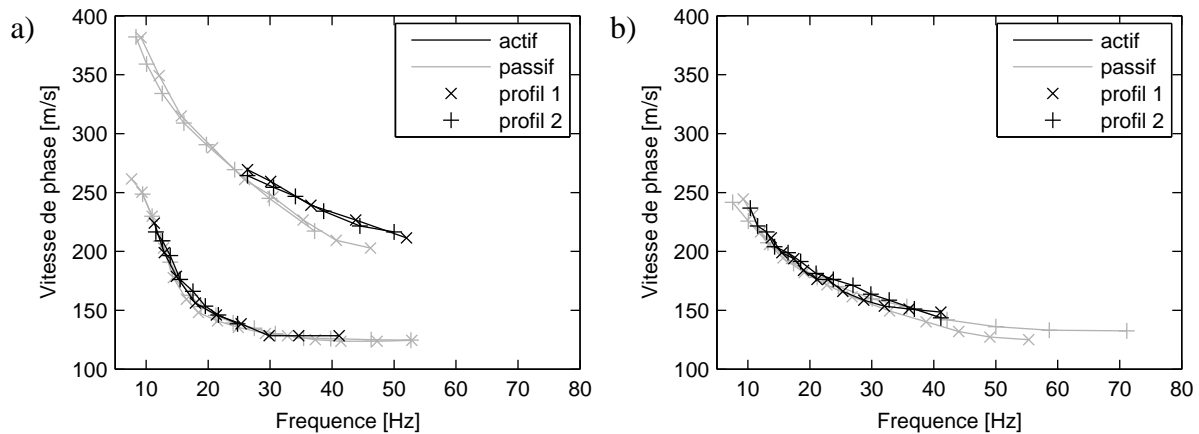 a)
400
350
300
250
200
150
100
Vitesse de phase [m/s]
10
20
30
40
50
60
70
80
Frequence [Hz]
actif
passif
profil 1
profil 2
b)
400
350
300
250
200
150
100
Vitesse de phase [m/s]
10
20
30
40
50
60
70
80
Frequence [Hz]
actif
passif
profil 1
profil 2